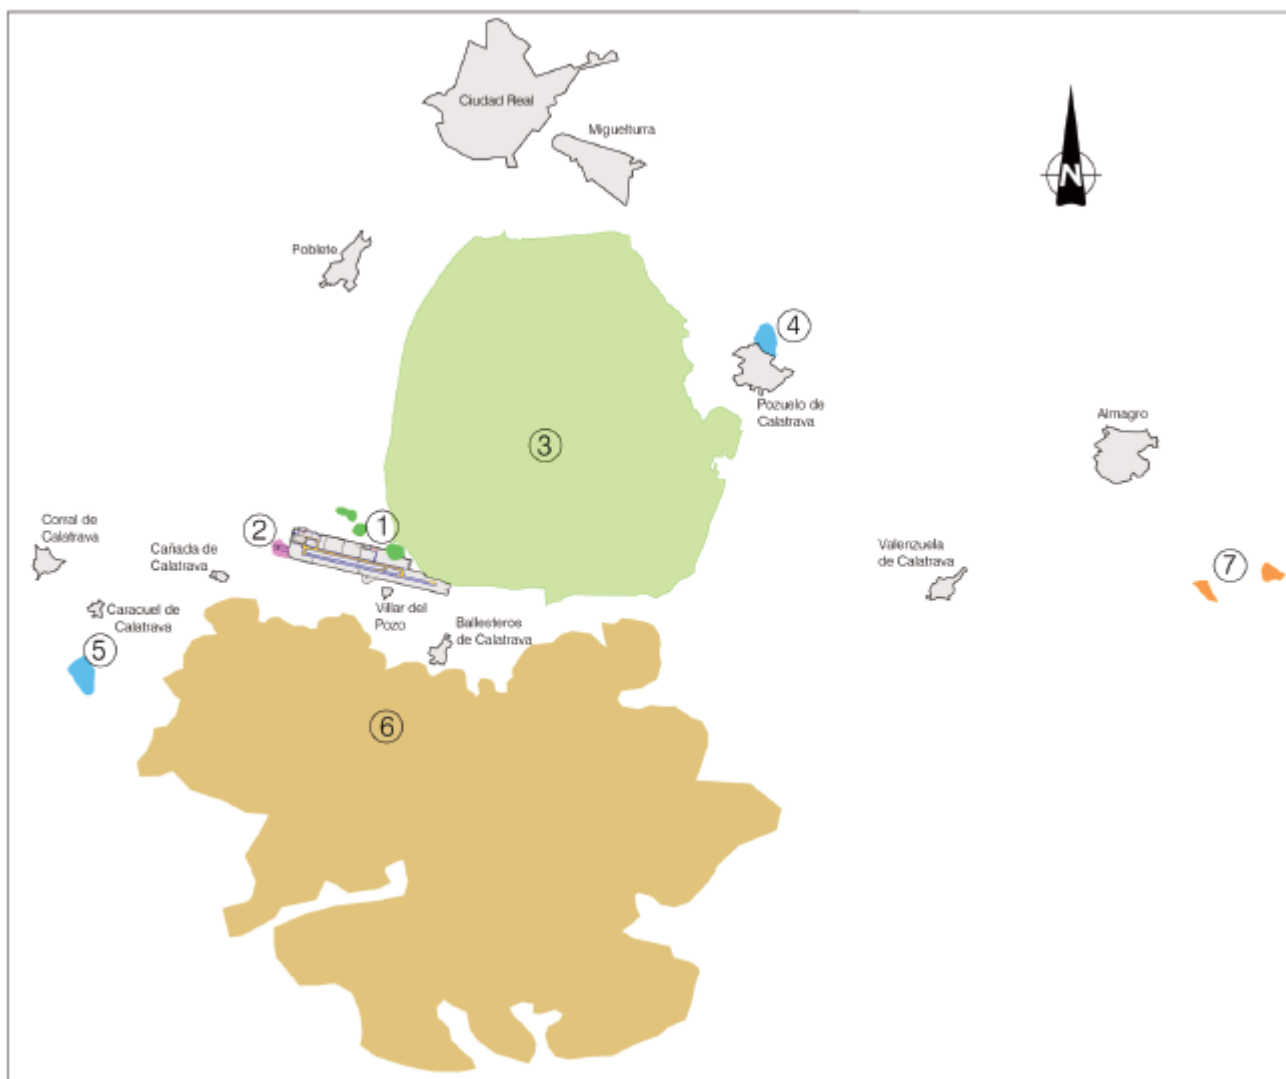 Ciudad Real
Miguelturra
N
Poblete
4
Pozuelo de
Calatrava
Almagro
3
Corral de
Calatrava
2
1
Cañada de
Calatrava
Valenzuela
de Calatrava
7
Caracuel de
Calatrava
Villar del
Pozo
Ballesteros
de Calatrava
5
6